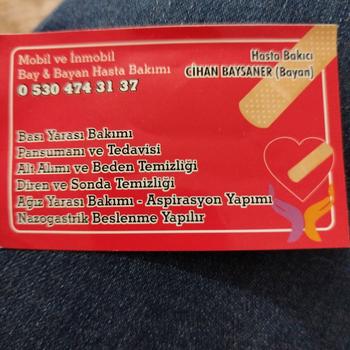 Mobil ve İnmobil
Bay & Bayan Hasta Bakımı
0 530 474 31 37
Hasta Bakıcı
CİHAN BAYSANER (Bayan)
Bası Yarası Bakımı
Pansumanı ve Tedavisi
Alt Alımı ve Beden Temizliği
Diren ve Sonda Temizliği
Ağız Yarası Bakımı - Aspirasyon Yapımı
Nazogastrik Beslenme Yapılır